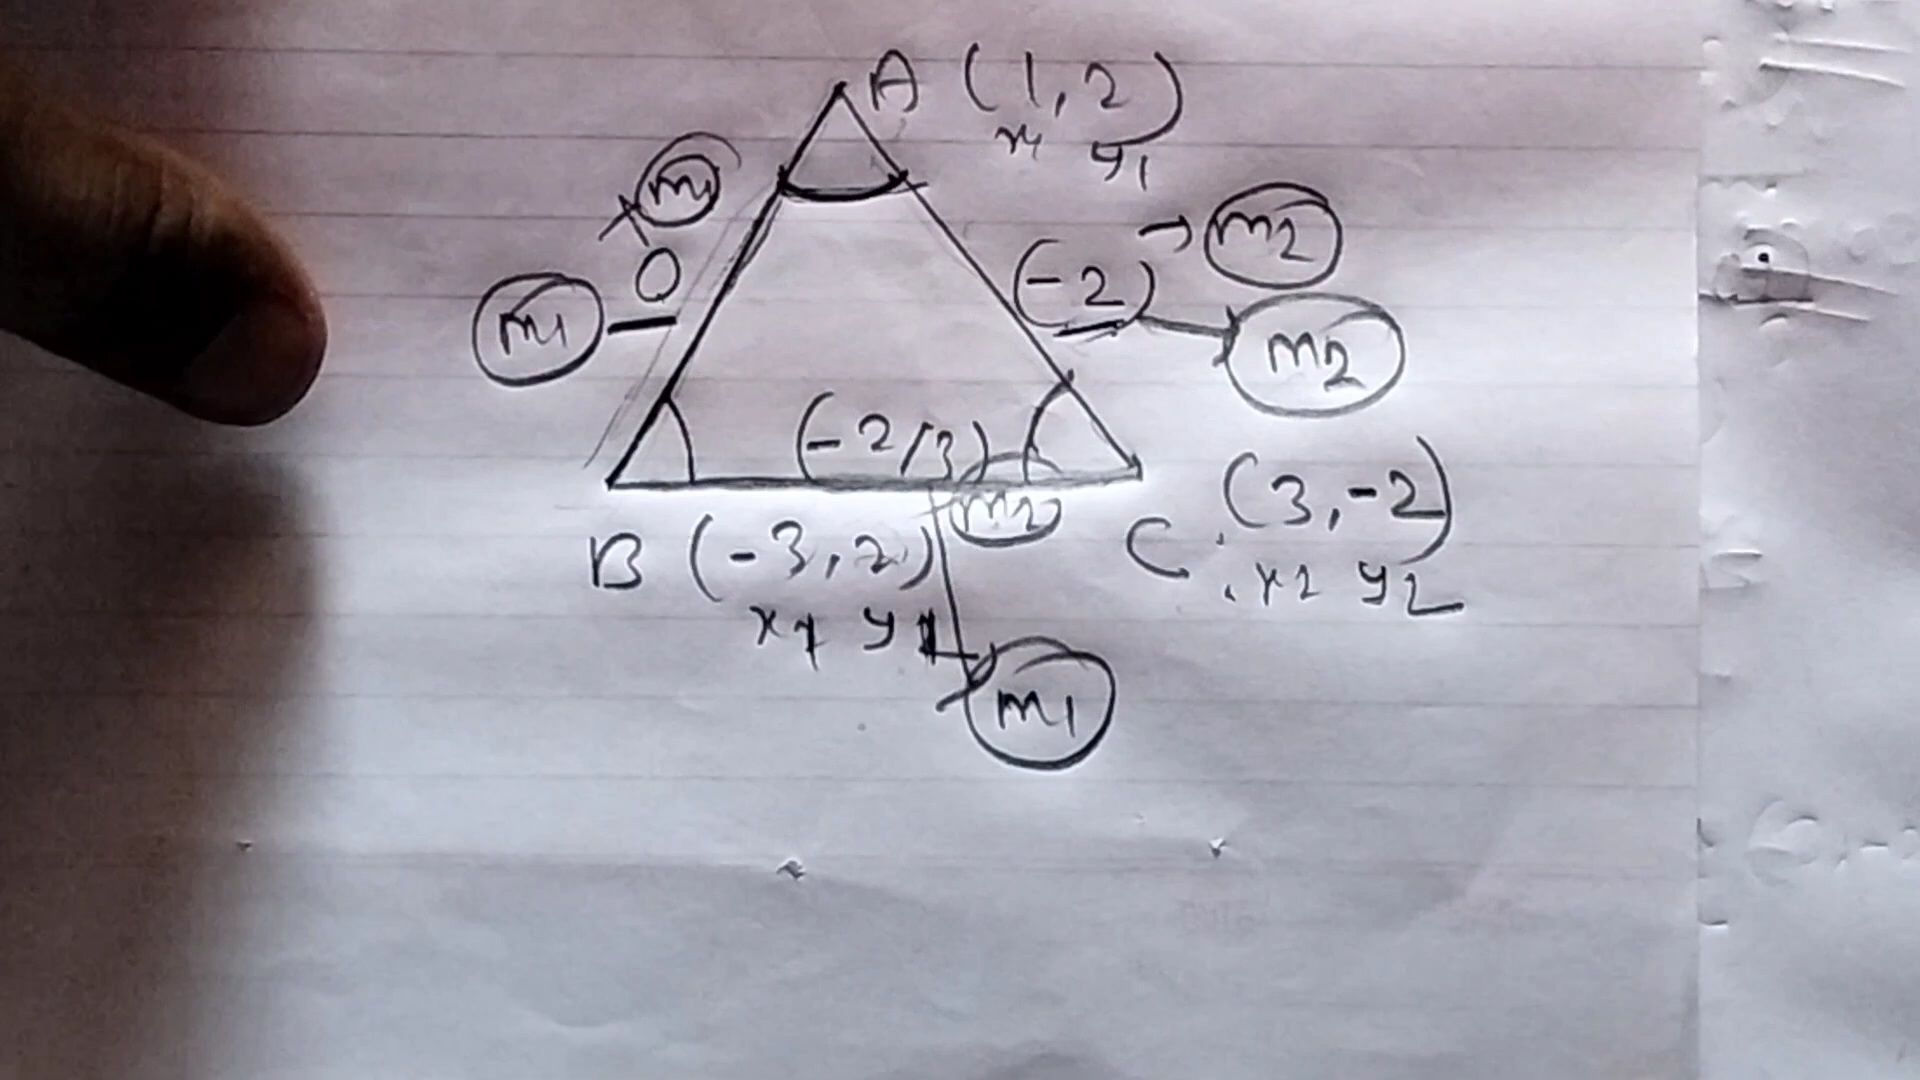 A (1, 2)
x1 y1
m1
m2
0
(-2)
m1
m2
(-2/3)
m2
B (-3, 2)
C (3, -2)
x1 y1
x2 y2
m1